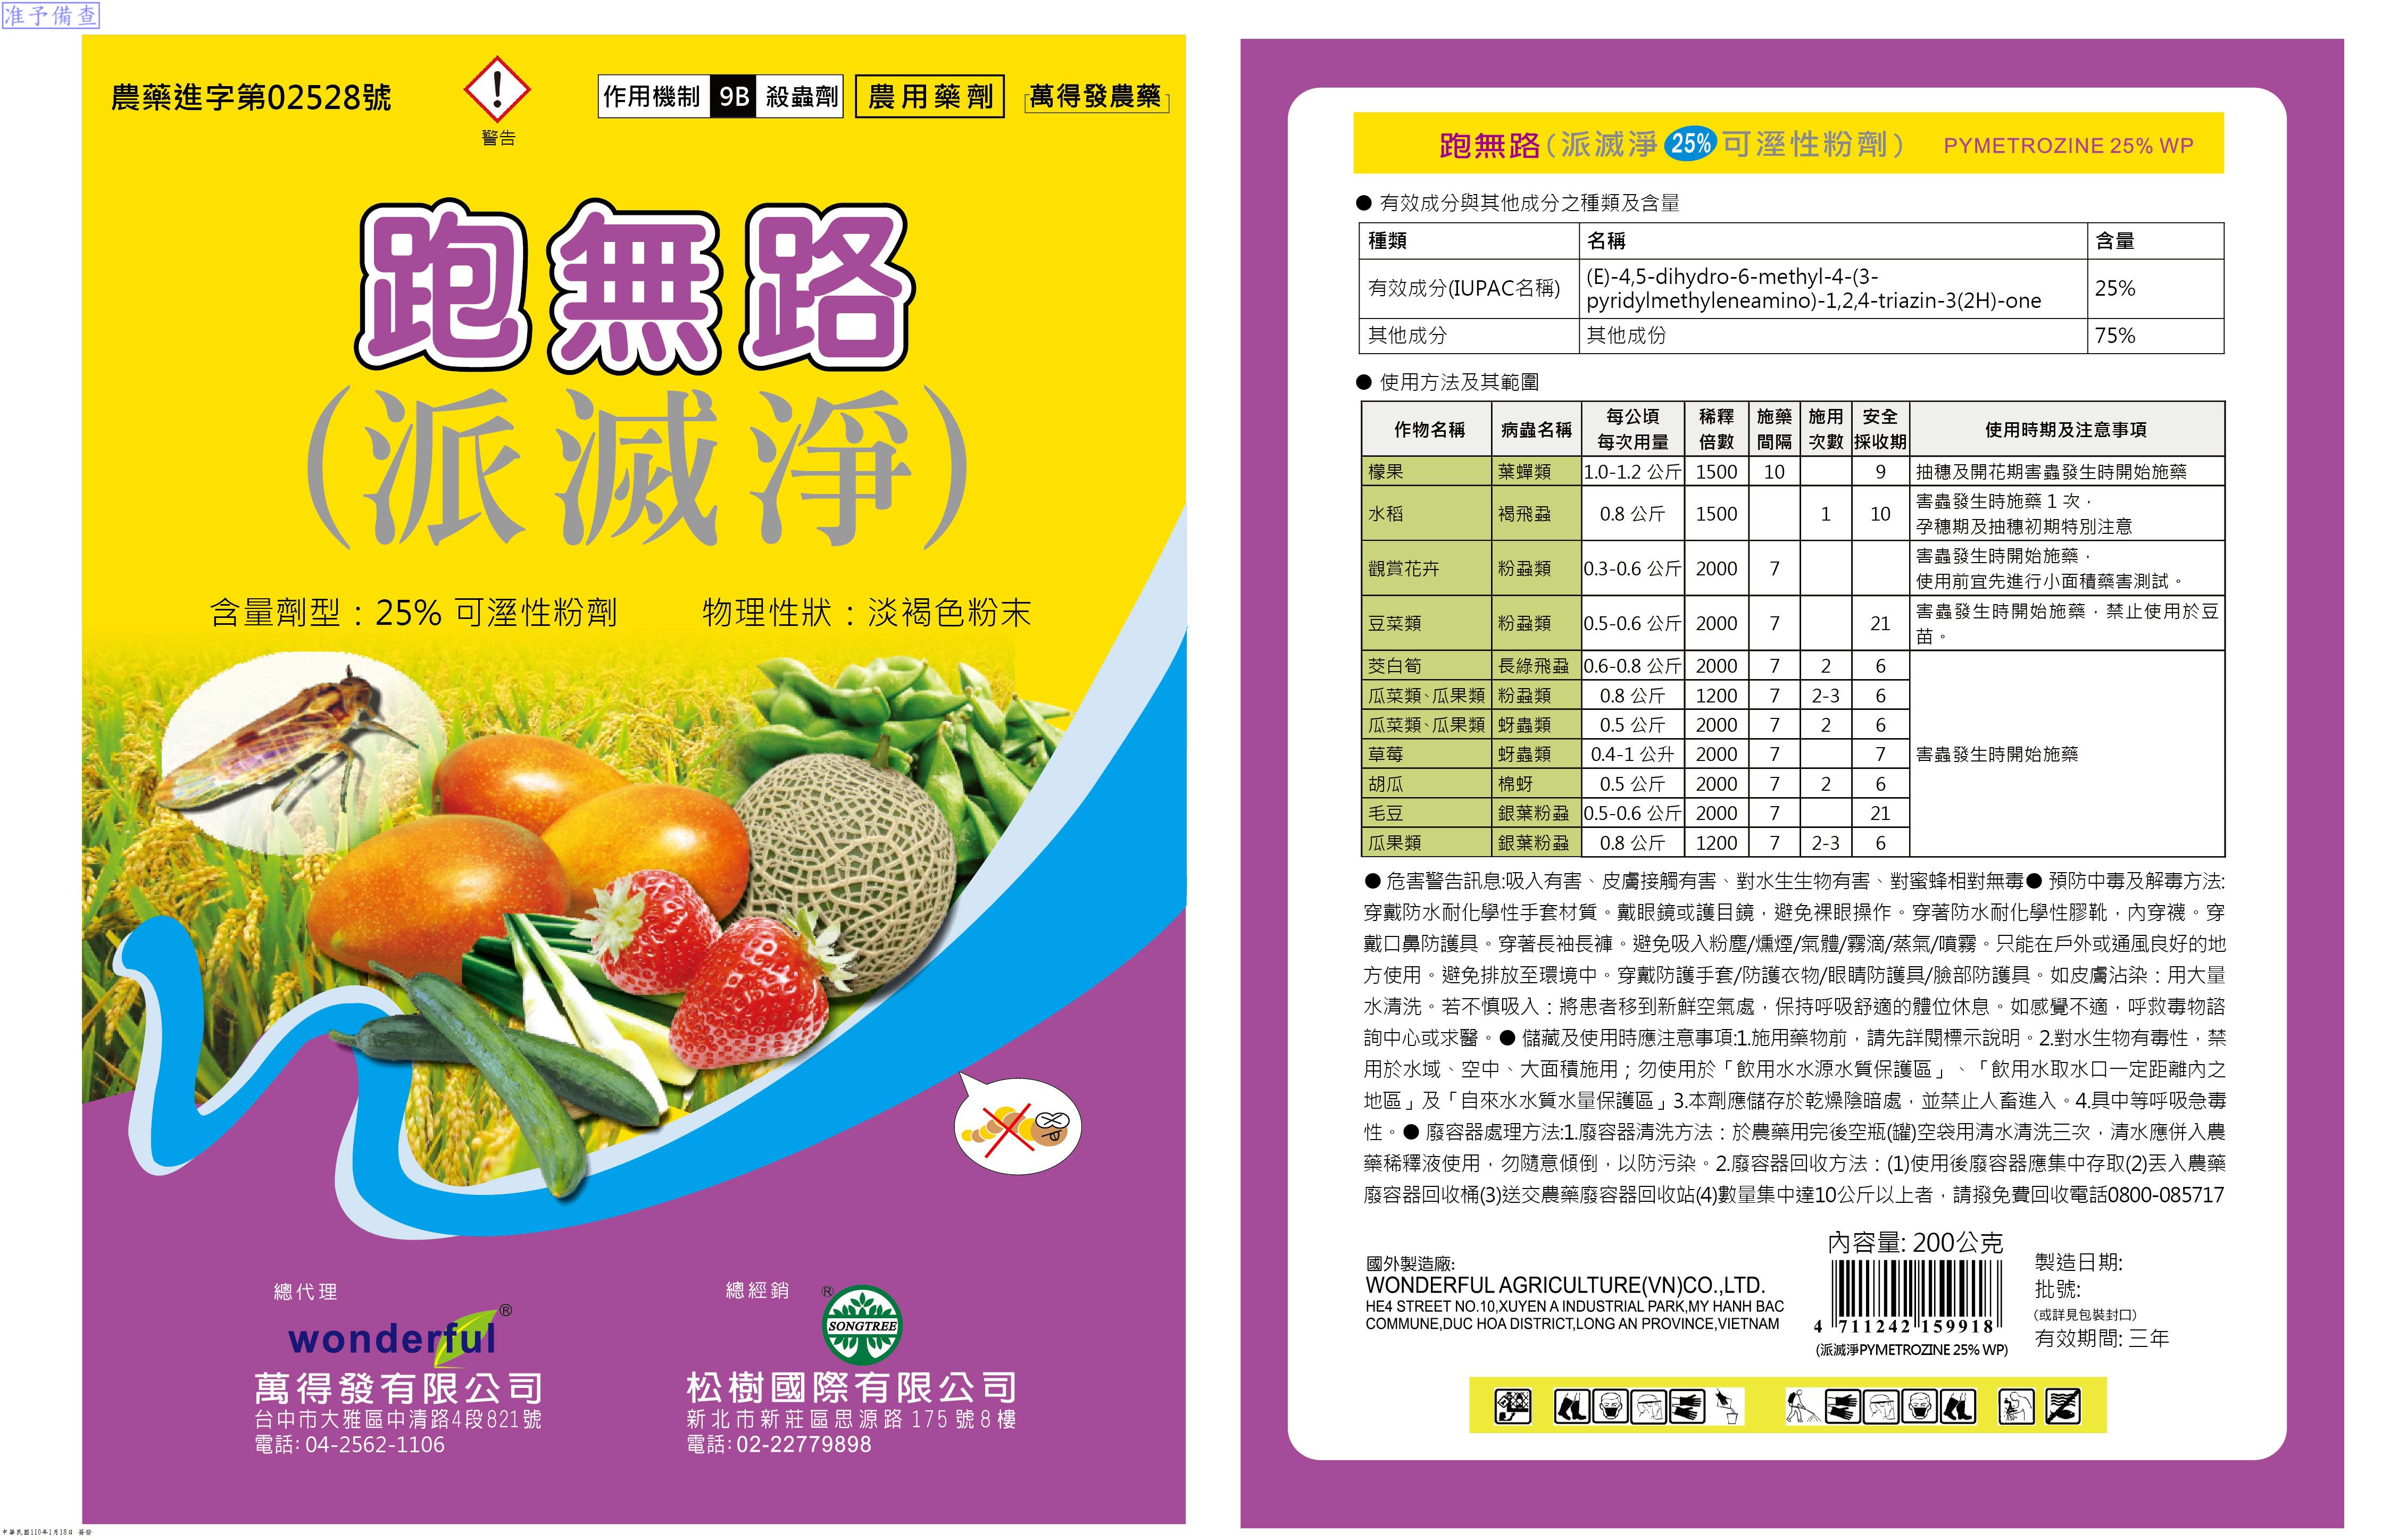 准予備查
農藥進字第02528號
警告
作用機制 9B 殺蟲劑
農用藥劑
萬得發農藥
跑無路
(派滅淨)
含量劑型：25% 可溼性粉劑 物理性狀：淡褐色粉末
總代理
wonderful®
萬得發有限公司
台中市大雅區中清路4段821號
電話: 04-2562-1106
總經銷
®
SONGTREE
松樹國際有限公司
新北市新莊區思源路175號8樓
電話: 02-22779898
中華民國110年1月18日 簽發
跑無路(派滅淨25%可溼性粉劑) PYMETROZINE 25% WP
● 有效成分與其他成分之種類及含量
種類 名稱 含量
有效成分(IUPAC名稱) (E)-4,5-dihydro-6-methyl-4-(3-
pyridylmethyleneamino)-1,2,4-triazin-3(2H)-one 25%
其他成分 其他成份 75%
● 使用方法及其範圍
作物名稱 病蟲名稱 每公頃每次用量 稀釋倍數 施藥間隔 施用次數 安全採收期 使用時期及注意事項
檬果 葉蟬類 1.0-1.2 公斤 1500 10 9 抽穗及開花期害蟲發生時開始施藥
水稻 褐飛蝨 0.8 公斤 1500 1 10 害蟲發生時施藥 1 次，
孕穗期及抽穗初期特別注意
觀賞花卉 粉蝨類 0.3-0.6 公斤 2000 7 害蟲發生時開始施藥，
使用前宜先進行小面積藥害測試。
豆菜類 粉蝨類 0.5-0.6 公斤 2000 7 21 害蟲發生時開始施藥，禁止使用於豆
苗。
茭白筍 長綠飛蝨 0.6-0.8 公斤 2000 7 2 6
瓜菜類、瓜果類 粉蝨類 0.8 公斤 1200 7 2-3 6
瓜菜類、瓜果類 蚜蟲類 0.5 公斤 2000 7 2 6
草莓 蚜蟲類 0.4-1 公升 2000 7 7 害蟲發生時開始施藥
胡瓜 棉蚜 0.5 公斤 2000 7 2 6
毛豆 銀葉粉蝨 0.5-0.6 公斤 2000 7 21
瓜果類 銀葉粉蝨 0.8 公斤 1200 7 2-3 6
● 危害警告訊息:吸入有害、皮膚接觸有害、對水生生物有害、對蜜蜂相對無毒● 預防中毒及解毒方法:
穿戴防水耐化學性手套材質。戴眼鏡或護目鏡，避免裸眼操作。穿著防水耐化學性膠靴，內穿襪。穿
戴口鼻防護具。穿著長袖長褲。避免吸入粉塵/燻煙/氣體/霧滴/蒸氣/噴霧。只能在戶外或通風良好的地
方使用。避免排放至環境中。穿戴防護手套/防護衣物/眼睛防護具/臉部防護具。如皮膚沾染：用大量
水清洗。若不慎吸入：將患者移到新鮮空氣處，保持呼吸舒適的體位休息。如感覺不適，呼救毒物諮
詢中心或求醫。● 儲藏及使用時應注意事項:1.施用藥物前，請先詳閱標示說明。2.對水生物有毒性，禁
用於水域、空中、大面積施用；勿使用於「飲用水水源水質保護區」、「飲用水取水口一定距離內之
地區」及「自來水水質水量保護區」3.本劑應儲存於乾燥陰暗處，並禁止人畜進入。4.具中等呼吸急毒
性。● 廢容器處理方法:1.廢容器清洗方法：於農藥用完後空瓶(罐)空袋用清水清洗三次，清水應併入農
藥稀釋液使用，勿隨意傾倒，以防污染。2.廢容器回收方法：(1)使用後廢容器應集中存取(2)丟入農藥
廢容器回收桶(3)送交農藥廢容器回收站(4)數量集中達10公斤以上者，請撥免費回收電話0800-085717
國外製造廠:
WONDERFUL AGRICULTURE(VN)CO.,LTD.
HE4 STREET NO.10,XUYEN A INDUSTRIAL PARK,MY HANH BAC
COMMUNE,DUC HOA DISTRICT,LONG AN PROVINCE,VIETNAM
內容量: 200公克
4 711242 159918
(派滅淨PYMETROZINE 25% WP)
製造日期:
批號:
(或詳見包裝封口)
有效期間: 三年